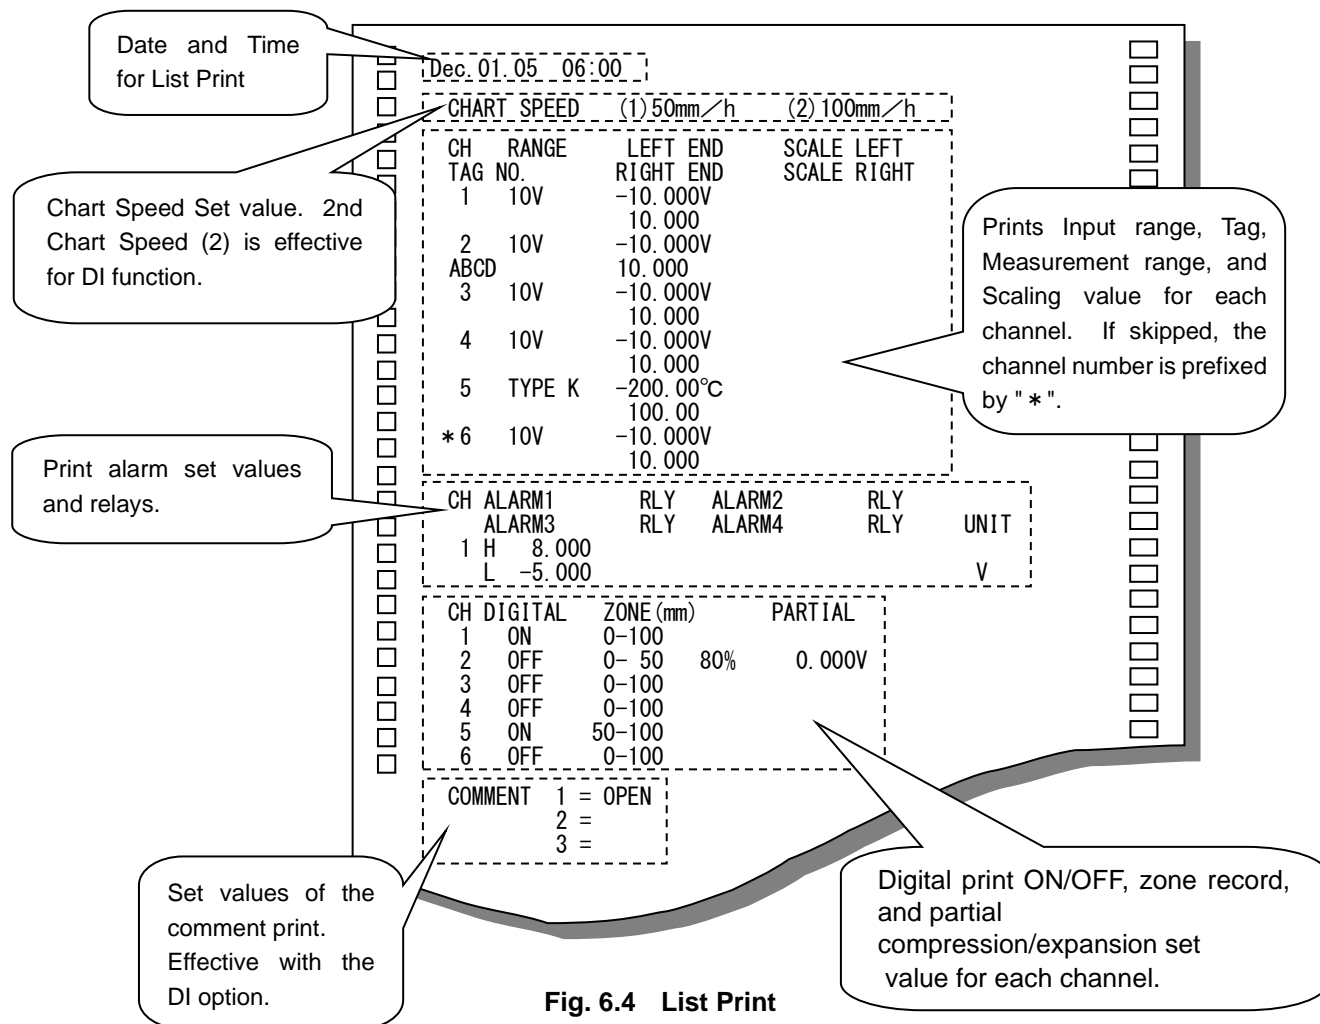 Date and Time
for List Print
Dec.01.05 06:00
CHART SPEED (1)50mm/h (2)100mm/h
CH RANGE LEFT END SCALE LEFT
TAG NO. RIGHT END SCALE RIGHT
1 10V -10.000V
10.000
2 10V -10.000V
ABCD 10.000
3 10V -10.000V
10.000
4 10V -10.000V
10.000
5 TYPE K -200.00℃
100.00
*6 10V -10.000V
10.000
Chart Speed Set value. 2nd
Chart Speed (2) is effective
for DI function.
Prints Input range, Tag,
Measurement range, and
Scaling value for each
channel. If skipped, the
channel number is prefixed
by "*".
Print alarm set values
and relays.
CH ALARM1 RLY ALARM2 RLY
ALARM3 RLY ALARM4 RLY UNIT
1 H 8.000
L -5.000 V
CH DIGITAL ZONE(mm) PARTIAL
1 ON 0-100
2 OFF 0- 50 80% 0.000V
3 OFF 0-100
4 OFF 0-100
5 ON 50-100
6 OFF 0-100
COMMENT 1 = OPEN
2 =
3 =
Set values of the
comment print.
Effective with the
DI option.
Digital print ON/OFF, zone record,
and partial
compression/expansion set
value for each channel.
Fig. 6.4 List Print